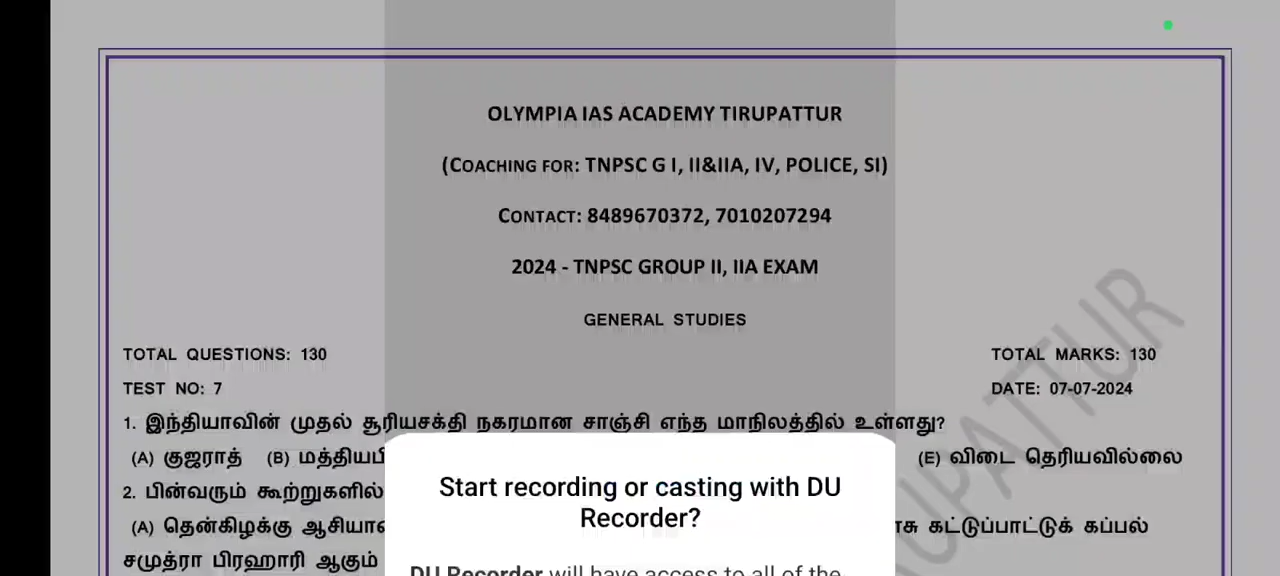 OLYMPIA IAS ACADEMY TIRUPATTUR
(COACHING FOR: TNPSC G I, II&IIA, IV, POLICE, SI)
CONTACT: 8489670372, 7010207294
2024 - TNPSC GROUP II, IIA EXAM
GENERAL STUDIES
TOTAL QUESTIONS: 130 TOTAL MARKS: 130
TEST NO: 7 DATE: 07-07-2024
1. இந்தியாவின் முதல் சூரியசக்தி நகரமான சாஞ்சி எந்த மாநிலத்தில் உள்ளது?
(A) குஜராத் (B) (E) விடை தெரியவில்லை
2. பின்வரும் கூற்றுகளில்
(A) தென்கிழக்கு கட்டுப்பாட்டுக் கப்பல்
சமுத்ரா பிரஹாரி ஆகும்
Start recording or casting with DU
Recorder?
DU Recorder will have access to all of the
UPATTUR